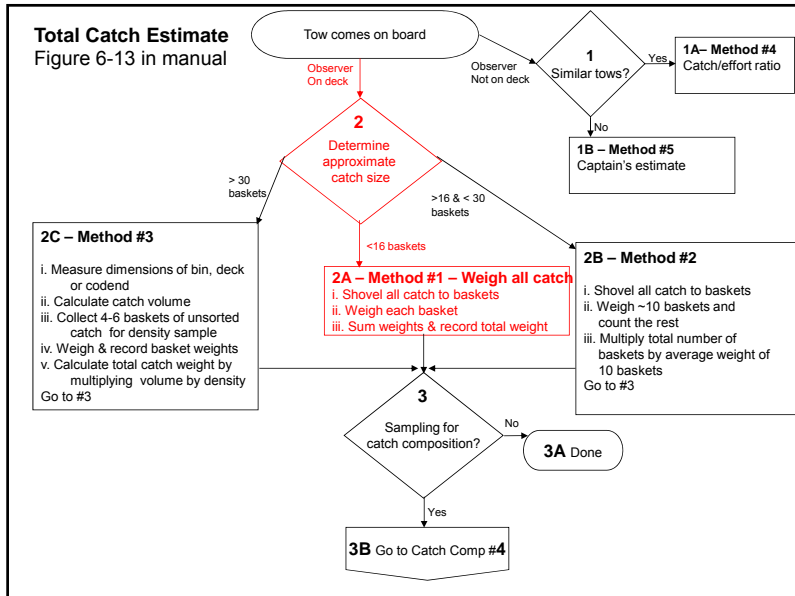 Total Catch Estimate
Figure 6-13 in manual
Tow comes on board
Observer
On deck
Observer
Not on deck
1
Similar tows?
Yes
1A– Method #4
Catch/effort ratio
No
1B – Method #5
Captain's estimate
2
Determine
approximate
catch size
> 30
baskets
>16 & < 30
baskets
<16 baskets
2C – Method #3
i. Measure dimensions of bin, deck
or codend
ii. Calculate catch volume
iii. Collect 4-6 baskets of unsorted
catch for density sample
iv. Weigh & record basket weights
v. Calculate total catch weight by
multiplying volume by density
Go to #3
2A – Method #1 – Weigh all catch
i. Shovel all catch to baskets
ii. Weigh each basket
iii. Sum weights & record total weight
2B – Method #2
i. Shovel all catch to baskets
ii. Weigh ~10 baskets and
count the rest
iii. Multiply total number of
baskets by average weight of
10 baskets
Go to #3
3
Sampling for
catch composition?
No
3A Done
Yes
3B Go to Catch Comp #4